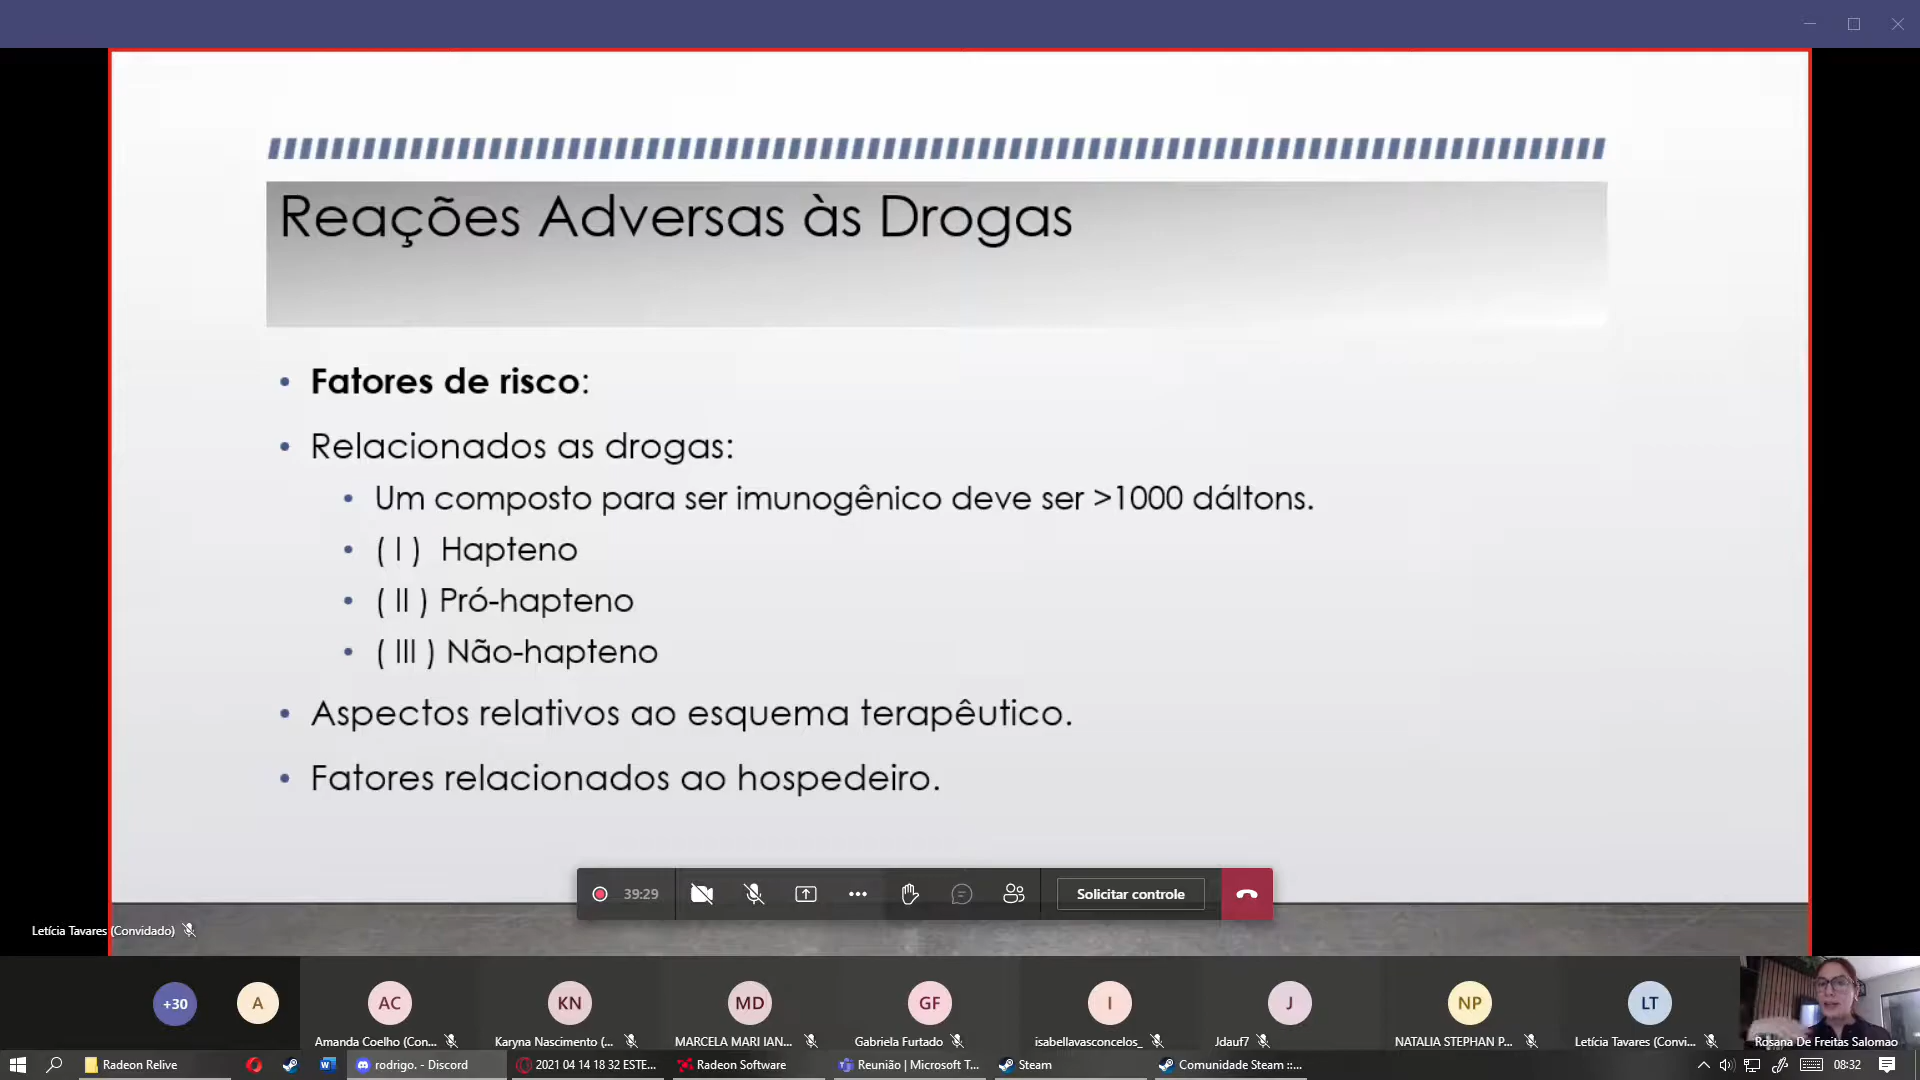 Reações Adversas às Drogas
• Fatores de risco:
• Relacionados as drogas:
• Um composto para ser imunogênico deve ser >1000 dáltons.
• ( I ) Hapteno
• ( II ) Pró-hapteno
• ( III ) Não-hapteno
• Aspectos relativos ao esquema terapêutico.
• Fatores relacionados ao hospedeiro.
39:29
Solicitar controle
Letícia Tavares (Convidado)
+30
A
AC
KN
MD
GF
I
J
NP
LT
Amanda Coelho (Con...
Karyna Nascimento (...
MARCELA MARI IAN...
Gabriela Furtado
isabellavasconcelos_
Jdauf7
NATALIA STEPHAN P...
Letícia Tavares (Convi...
Rosana De Freitas Salomao
Radeon Relive
rodrigo. - Discord
2021 04 14 18 32 ESTE...
Radeon Software
Reunião | Microsoft T...
Steam
Comunidade Steam ::...
08:32